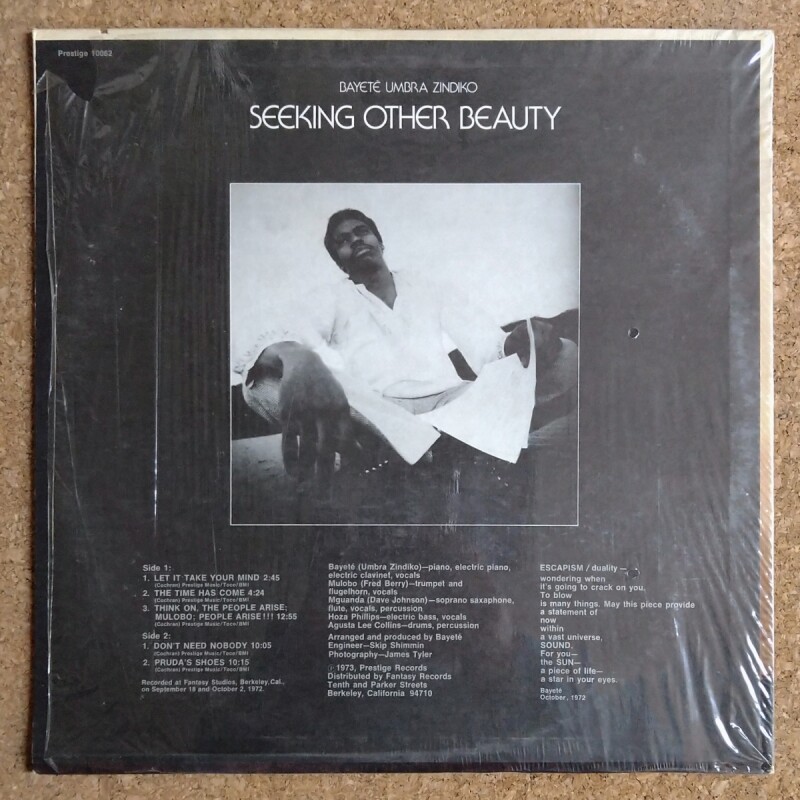 Prestige 10062
BAYETÉ UMBRA ZINDIKO
SEEKING OTHER BEAUTY
Side 1:
1. LET IT TAKE YOUR MIND 2:45
(Cochran) Prestige Music/Tozo/BMI
2. THE TIME HAS COME 4:24
(Cochran) Prestige Music/Tozo/BMI
3. THINK ON, THE PEOPLE ARISE;
MULOBO; PEOPLE ARISE!!! 12:55
(Cochran) Prestige Music/Tozo/BMI
Side 2:
1. DON'T NEED NOBODY 10:05
(Cochran) Prestige Music/Tozo/BMI
2. PRUDA'S SHOES 10:15
(Cochran) Prestige Music/Tozo/BMI
Recorded at Fantasy Studios, Berkeley, Cal.,
on September 18 and October 2, 1972.
Bayeté (Umbra Zindiko)—piano, electric piano,
electric clavinet, vocals
Mulobo (Fred Berry)—trumpet and
flugelhorn, vocals
Mguanda (Dave Johnson)—soprano saxaphone,
flute, vocals, percussion
Hoza Phillips—electric bass, vocals
Agusta Lee Collins—drums, percussion
Arranged and produced by Bayeté
Engineer—Skip Shimmin
Photography—James Tyler
℗ 1973, Prestige Records
Distributed by Fantasy Records
Tenth and Parker Streets
Berkeley, California 94710
ESCAPISM / duality—
wondering when
it's going to crack on you.
To blow
is many things. May this piece provide
a statement of
now
within
a vast universe,
SOUND.
For you—
the SUN—
a piece of life—
a star in your eyes.
Bayeté
October, 1972